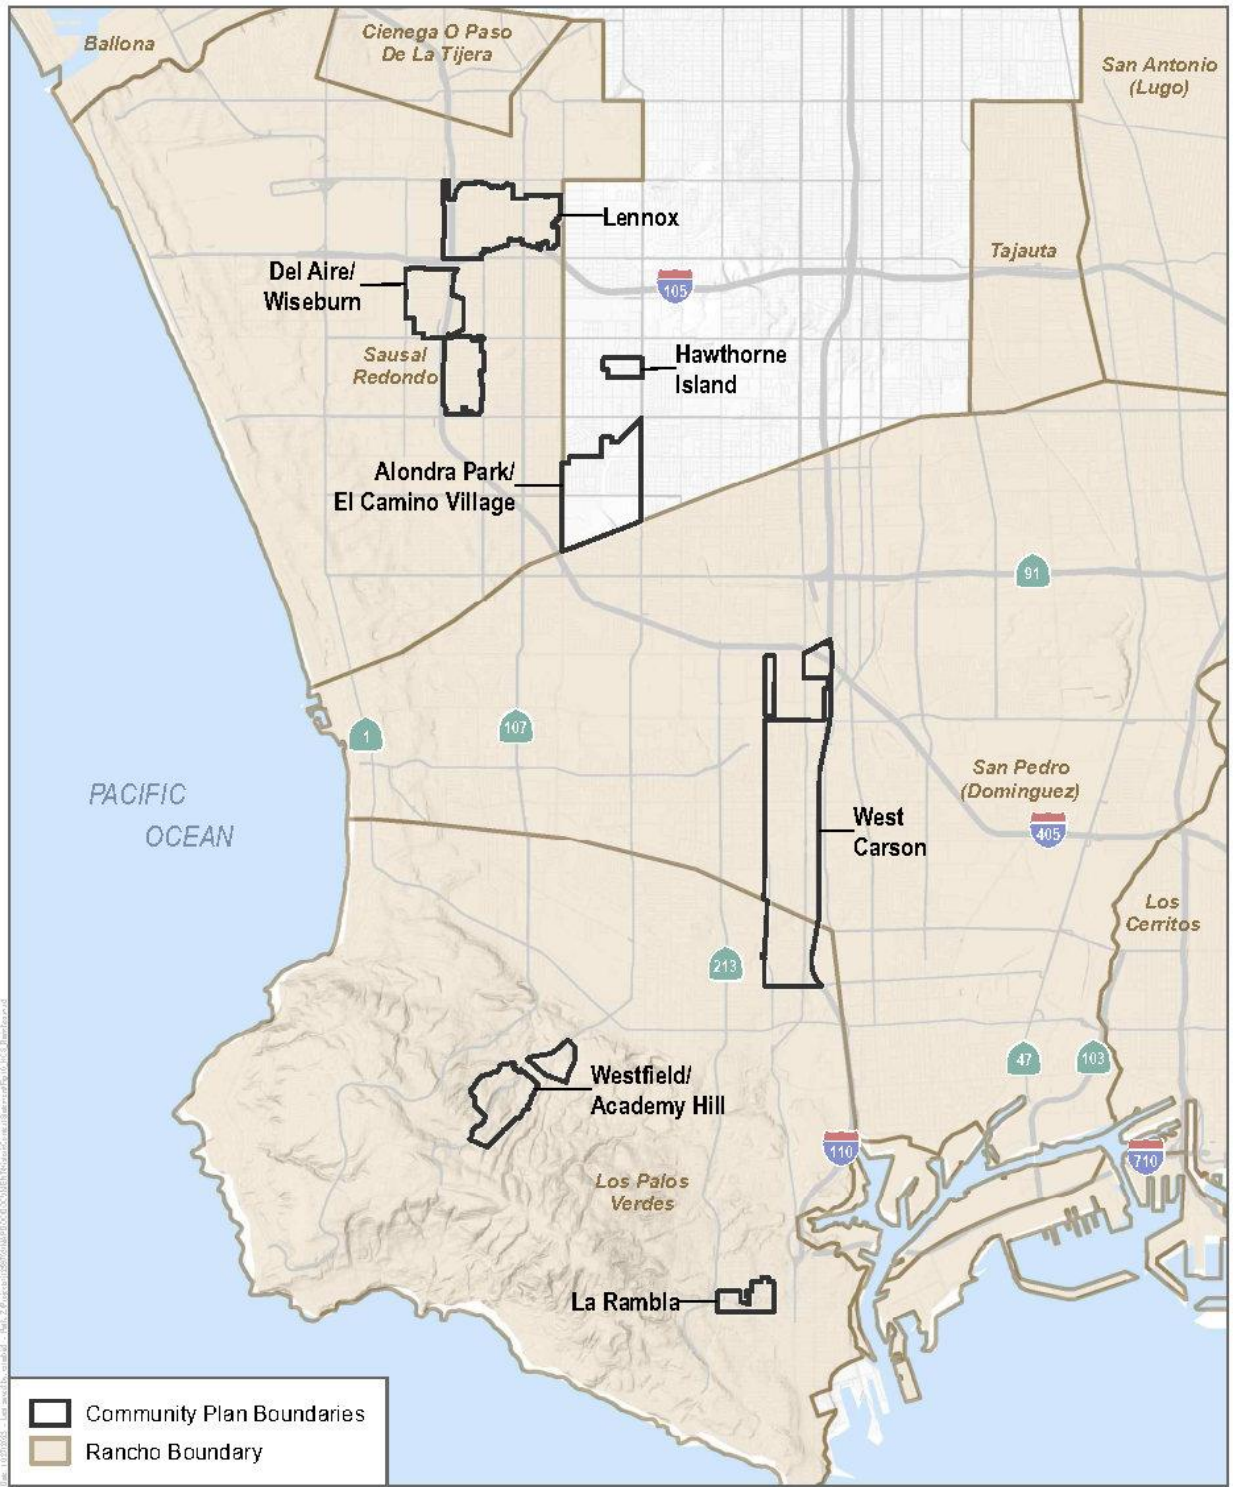 Ballona
Cienega O Paso
De La Tijera
San Antonio
(Lugo)
Lennox
Tajauta
Del Aire/
Wiseburn
105
Sausal
Redondo
Hawthorne
Island
Alondra Park/
El Camino Village
91
1
107
PACIFIC
OCEAN
San Pedro
(Dominguez)
West
Carson
405
Los
Cerritos
213
47
103
Westfield/
Academy Hill
110
710
Los Palos
Verdes
La Rambla
Community Plan Boundaries
Rancho Boundary